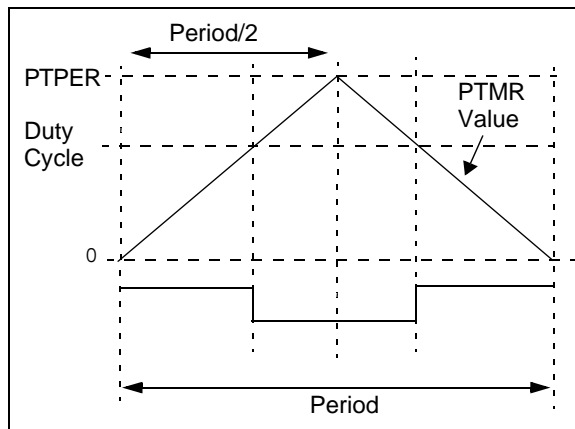 Period/2
PTPER
PTMR
Value
Duty
Cycle
0
Period